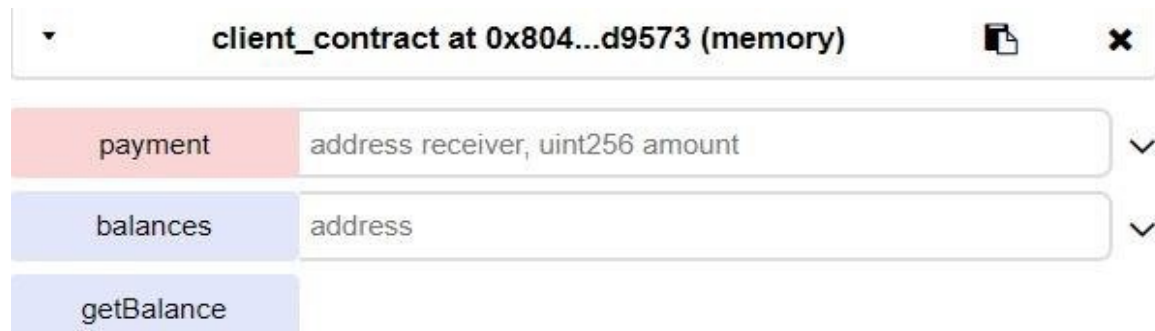 client_contract at 0x804...d9573 (memory)
payment address receiver, uint256 amount
balances address
getBalance